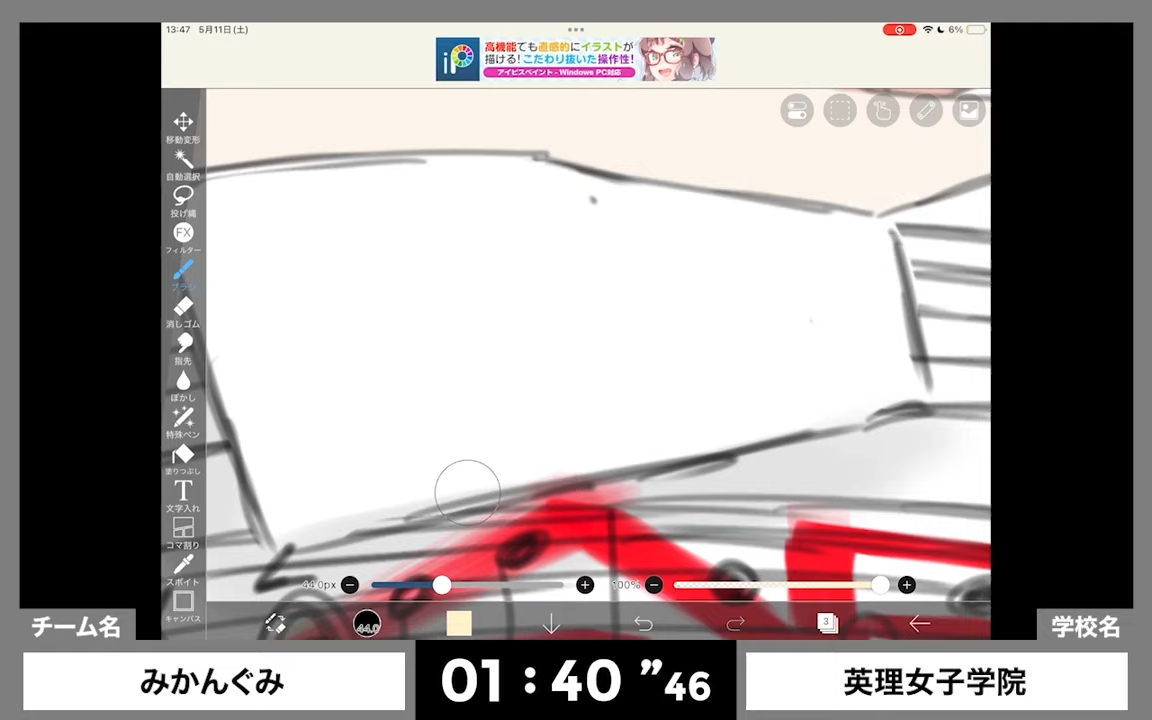 13:47 5月11日(土)
6%
高機能でも直感的にイラストが
描ける!こだわり抜いた操作性!
アイビスペイント - Windows PC対応
移動変形
自動選択
投げ縄
FX
フィルター
ブラシ
消しゴム
指先
ぼかし
特殊ペン
塗りつぶし
T
文字入れ
コマ割り
スポイト
キャンバス
44.0px
100%
44.0
3
チーム名
学校名
みかんぐみ
01:40”46
英理女子学院